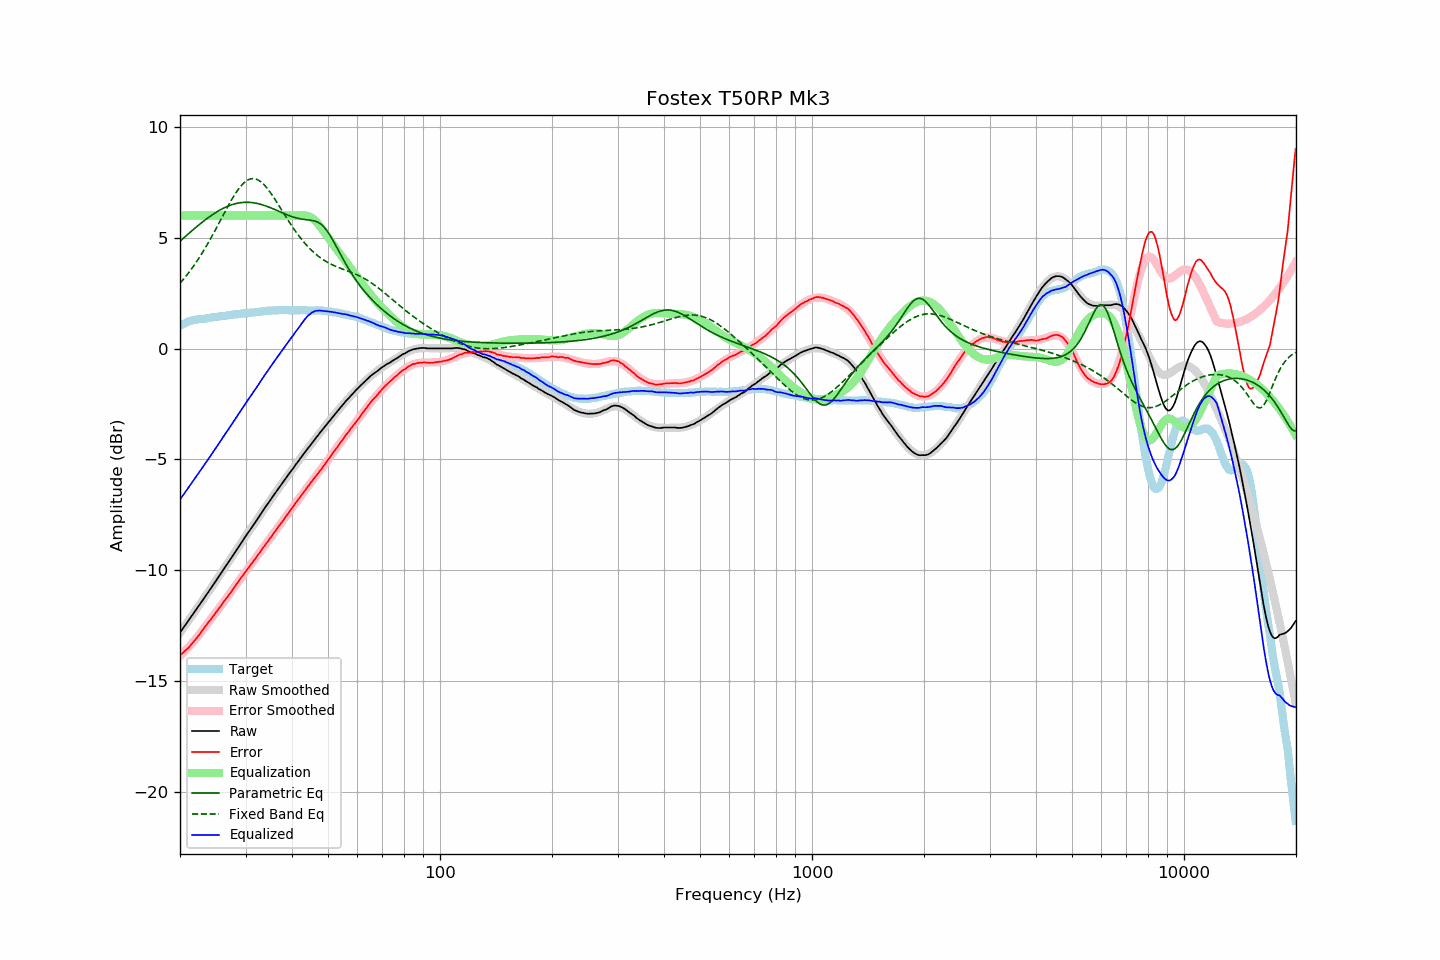 Fostex T50RP Mk3
10
5
0
−5
−10
−15
−20
Amplitude (dBr)
Target
Raw Smoothed
Error Smoothed
Raw
Error
Equalization
Parametric Eq
Fixed Band Eq
Equalized
100
1000
10000
Frequency (Hz)